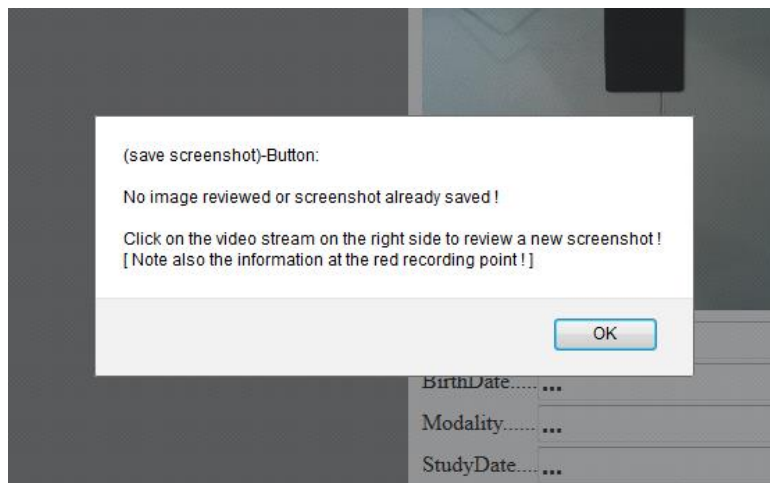 (save screenshot)-Button:
No image reviewed or screenshot already saved !
Click on the video stream on the right side to review a new screenshot !
[ Note also the information at the red recording point ! ]
OK
BirthDate..... ...
Modality...... ...
StudyDate.... ...